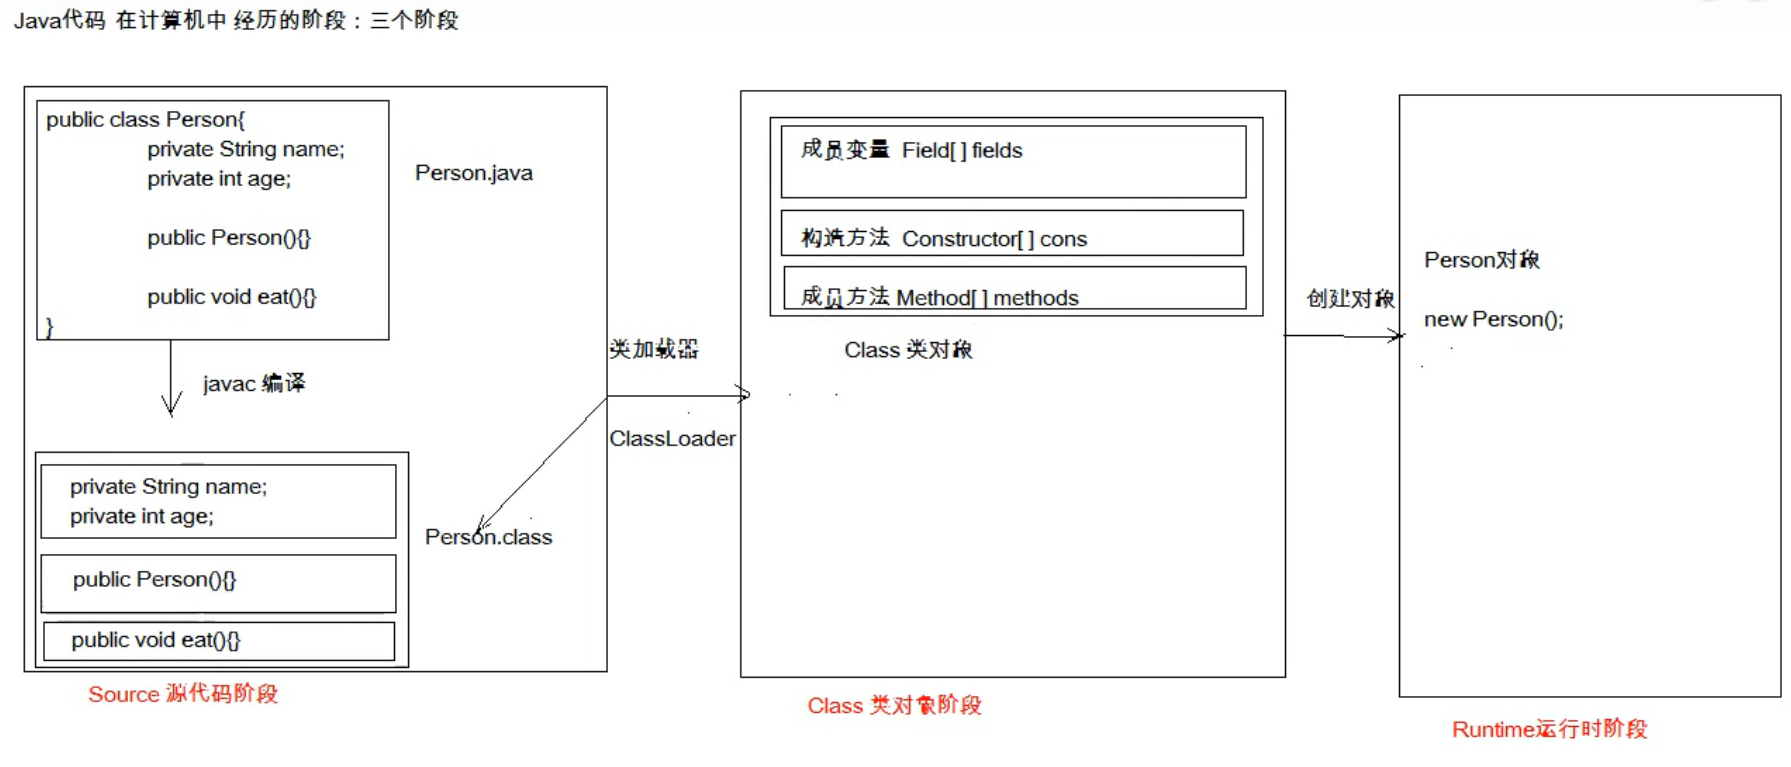 Java代码 在计算机中 经历的阶段：三个阶段
public class Person{
private String name;
private int age;
public Person(){}
public void eat(){}
}
Person.java
javac 编译
private String name;
private int age;
public Person(){}
public void eat(){}
Person.class
Source 源代码阶段
类加载器
ClassLoader
成员变量 Field[ ] fields
构造方法 Constructor[ ] cons
成员方法 Method[ ] methods
Class 类对象
Class 类对象阶段
创建对象
Person对象
new Person();
Runtime运行时阶段